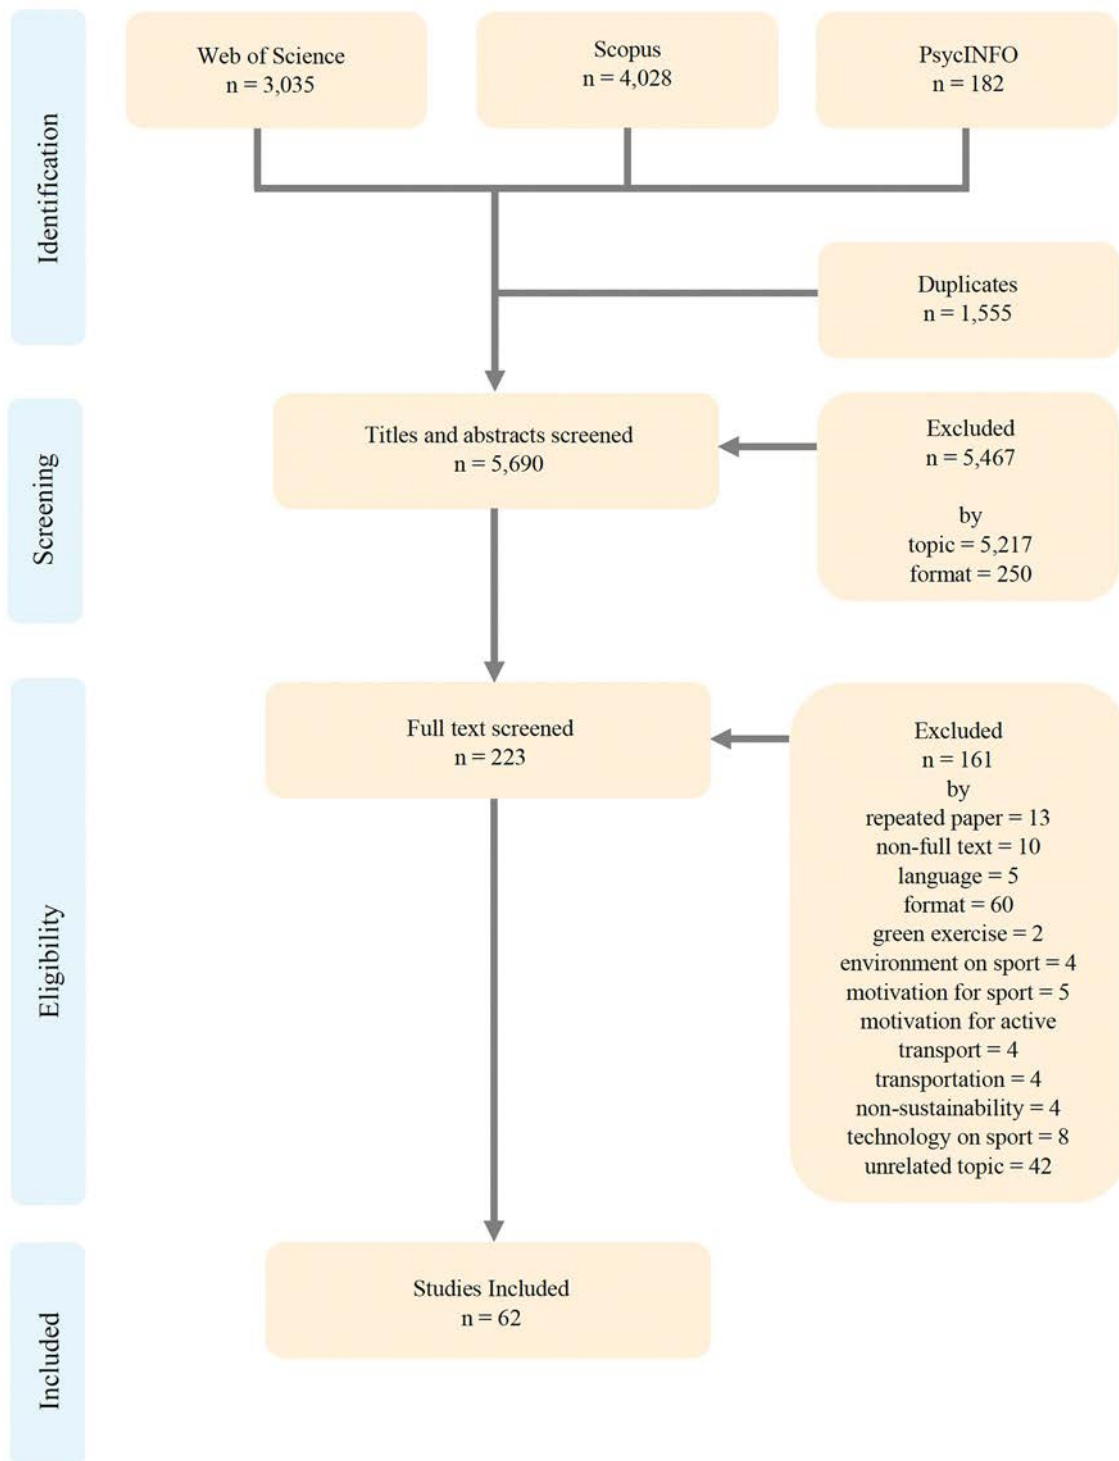 Identification
Web of Science
n = 3,035
Scopus
n = 4,028
PsycINFO
n = 182
Duplicates
n = 1,555
Screening
Titles and abstracts screened
n = 5,690
Excluded
n = 5,467
by
topic = 5,217
format = 250
Eligibility
Full text screened
n = 223
Excluded
n = 161
by
repeated paper = 13
non-full text = 10
language = 5
format = 60
green exercise = 2
environment on sport = 4
motivation for sport = 5
motivation for active
transport = 4
transportation = 4
non-sustainability = 4
technology on sport = 8
unrelated topic = 42
Included
Studies Included
n = 62